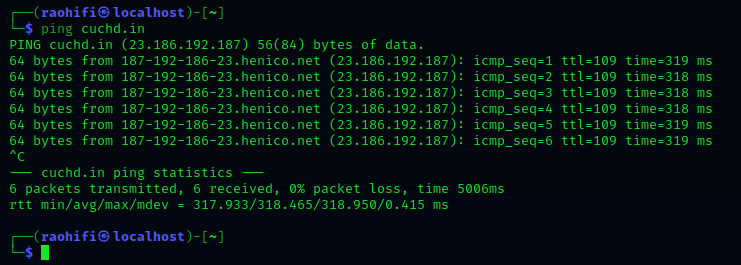 ┌──(raohifi㉿localhost)-[~]
└─$ ping cuchd.in
PING cuchd.in (23.186.192.187) 56(84) bytes of data.
64 bytes from 187-192-186-23.henico.net (23.186.192.187): icmp_seq=1 ttl=109 time=319 ms
64 bytes from 187-192-186-23.henico.net (23.186.192.187): icmp_seq=2 ttl=109 time=318 ms
64 bytes from 187-192-186-23.henico.net (23.186.192.187): icmp_seq=3 ttl=109 time=318 ms
64 bytes from 187-192-186-23.henico.net (23.186.192.187): icmp_seq=4 ttl=109 time=318 ms
64 bytes from 187-192-186-23.henico.net (23.186.192.187): icmp_seq=5 ttl=109 time=319 ms
64 bytes from 187-192-186-23.henico.net (23.186.192.187): icmp_seq=6 ttl=109 time=319 ms
^C
--- cuchd.in ping statistics ---
6 packets transmitted, 6 received, 0% packet loss, time 5006ms
rtt min/avg/max/mdev = 317.933/318.465/318.950/0.415 ms
┌──(raohifi㉿localhost)-[~]
└─$